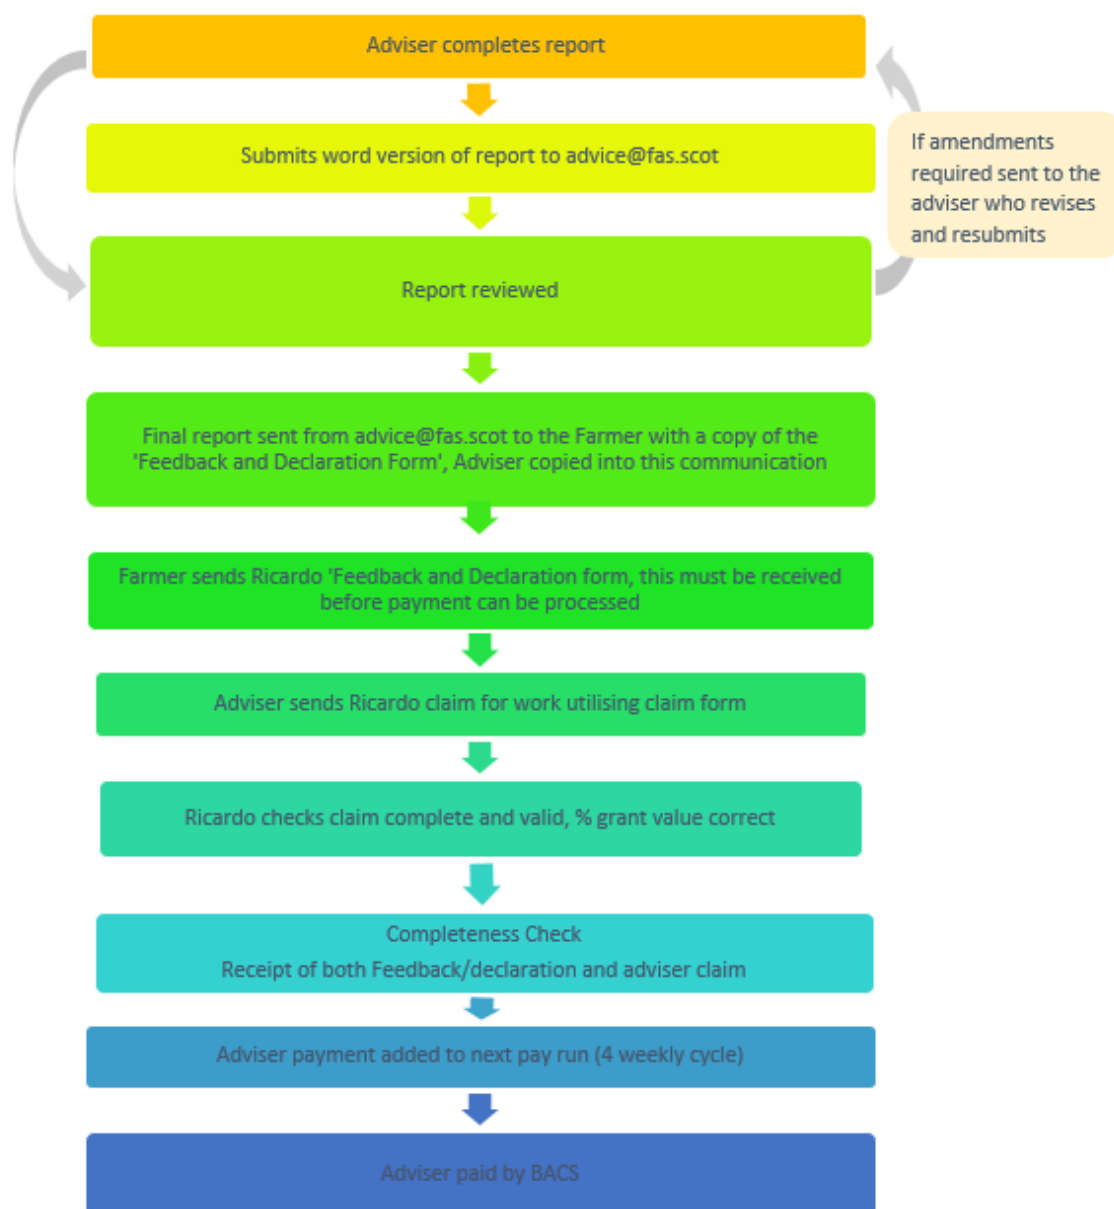 Adviser completes report
Submits word version of report to advice@fas.scot
If amendments
required sent to the
adviser who revises
and resubmits
Report reviewed
Final report sent from advice@fas.scot to the Farmer with a copy of the
'Feedback and Declaration Form', Adviser copied into this communication
Farmer sends Ricardo 'Feedback and Declaration form, this must be received
before payment can be processed
Adviser sends Ricardo claim for work utilising claim form
Ricardo checks claim complete and valid, % grant value correct
Completeness Check
Receipt of both Feedback/declaration and adviser claim
Adviser payment added to next pay run (4 weekly cycle)
Adviser paid by BACS